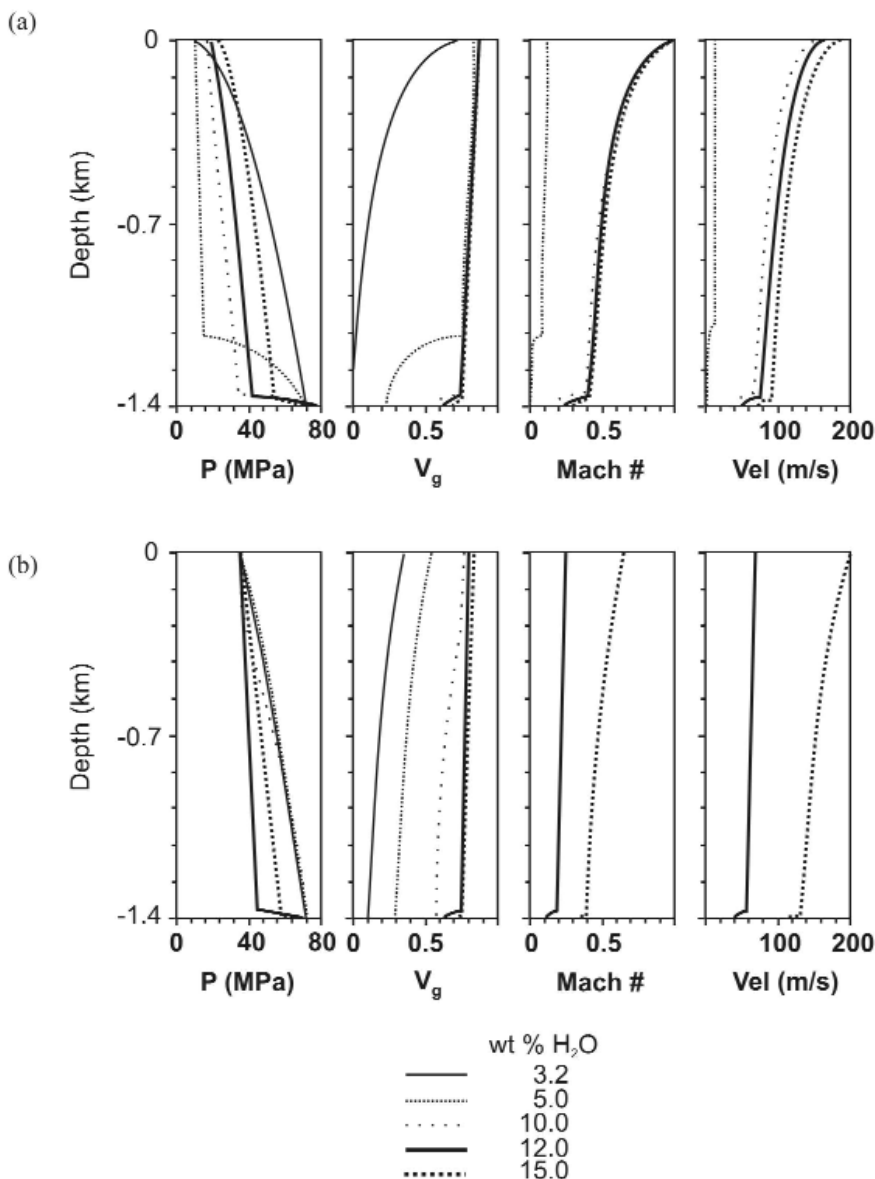 (a)
0
-0.7
-1.4
Depth (km)
0 40 80
P (MPa)
0 0.5
Vg
0 0.5
Mach #
100 200
Vel (m/s)
(b)
0
-0.7
-1.4
Depth (km)
0 40 80
P (MPa)
0 0.5
Vg
0 0.5
Mach #
100 200
Vel (m/s)
wt % H₂O
3.2
5.0
10.0
12.0
15.0